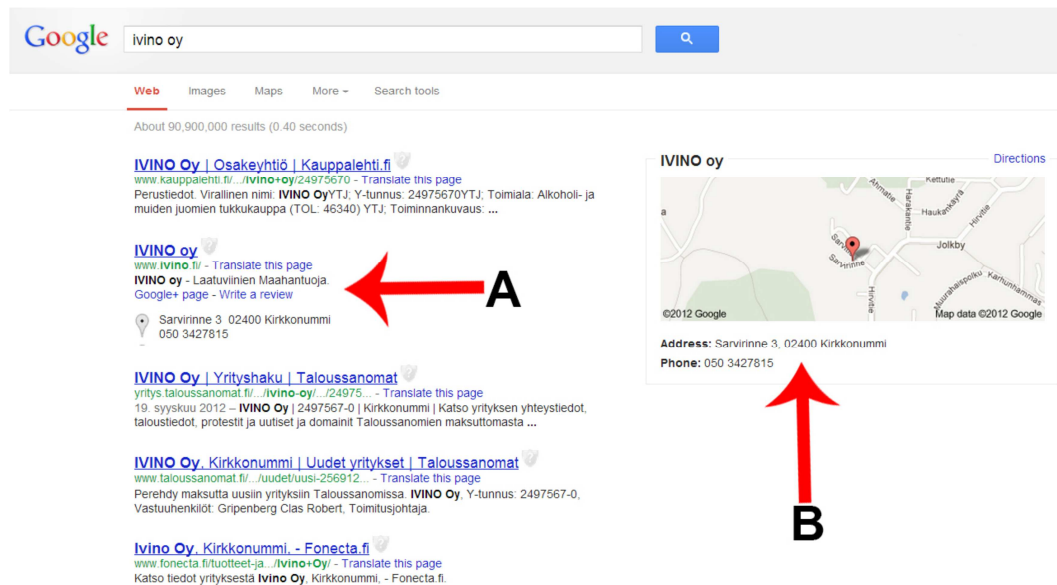 Google
ivino oy
Web Images Maps More Search tools
About 90,900,000 results (0.40 seconds)
IVINO Oy | Osakeyhtiö | Kauppalehti.fi
www.kauppalehti.fi/.../ivino+oy/24975670 - Translate this page
Perustiedot. Virallinen nimi: IVINO OyYTJ; Y-tunnus: 24975670YTJ; Toimiala: Alkoholi- ja
muiden juomien tukkukauppa (TOL: 46340) YTJ; Toiminnankuvaus: ...
IVINO oy
www.ivino.fi/ - Translate this page
IVINO oy - Laatuviinien Maahantuoja.
Google+ page - Write a review
Sarvirinne 3 02400 Kirkkonummi
050 3427815
A
IVINO Oy | Yrityshaku | Taloussanomat
yritys.taloussanomat.fi/.../ivino-oy/.../24975... - Translate this page
19. syyskuu 2012 – IVINO Oy | 2497567-0 | Kirkkonummi | Katso yrityksen yhteystiedot,
taloustiedot, protestit ja uutiset ja domainit Taloussanomien maksuttomasta ...
IVINO Oy, Kirkkonummi | Uudet yritykset | Taloussanomat
www.taloussanomat.fi/.../uudet/uusi-256912... - Translate this page
Perehdy maksutta uusiin yrityksiin Taloussanomissa. IVINO Oy, Y-tunnus: 2497567-0,
Vastuuhenkilöt: Gripenberg Clas Robert, Toimitusjohtaja.
Ivino Oy, Kirkkonummi, - Fonecta.fi
www.fonecta.fi/tuotteet-ja.../Ivino+Oy/ - Translate this page
Katso tiedot yrityksestä Ivino Oy, Kirkkonummi, - Fonecta.fi.
IVINO oy Directions
Kettutie
Ahmatie
Harakantie
Haukankäyrä
Hirvitie
a
Jolkby
Sarvirinne
Hirvitie
Karhunhammas
©2012 Google Map data ©2012 Google
Address: Sarvirinne 3, 02400 Kirkkonummi
Phone: 050 3427815
B